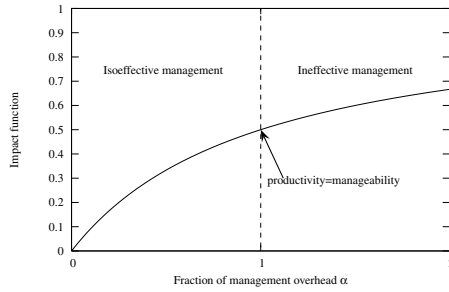 1
0.9
0.8
Isoeffective management
Ineffective management
0.7
0.6
Impact function
0.5
0.4
0.3
productivity=manageability
0.2
0.1
0
0
1
Fraction of management overhead α